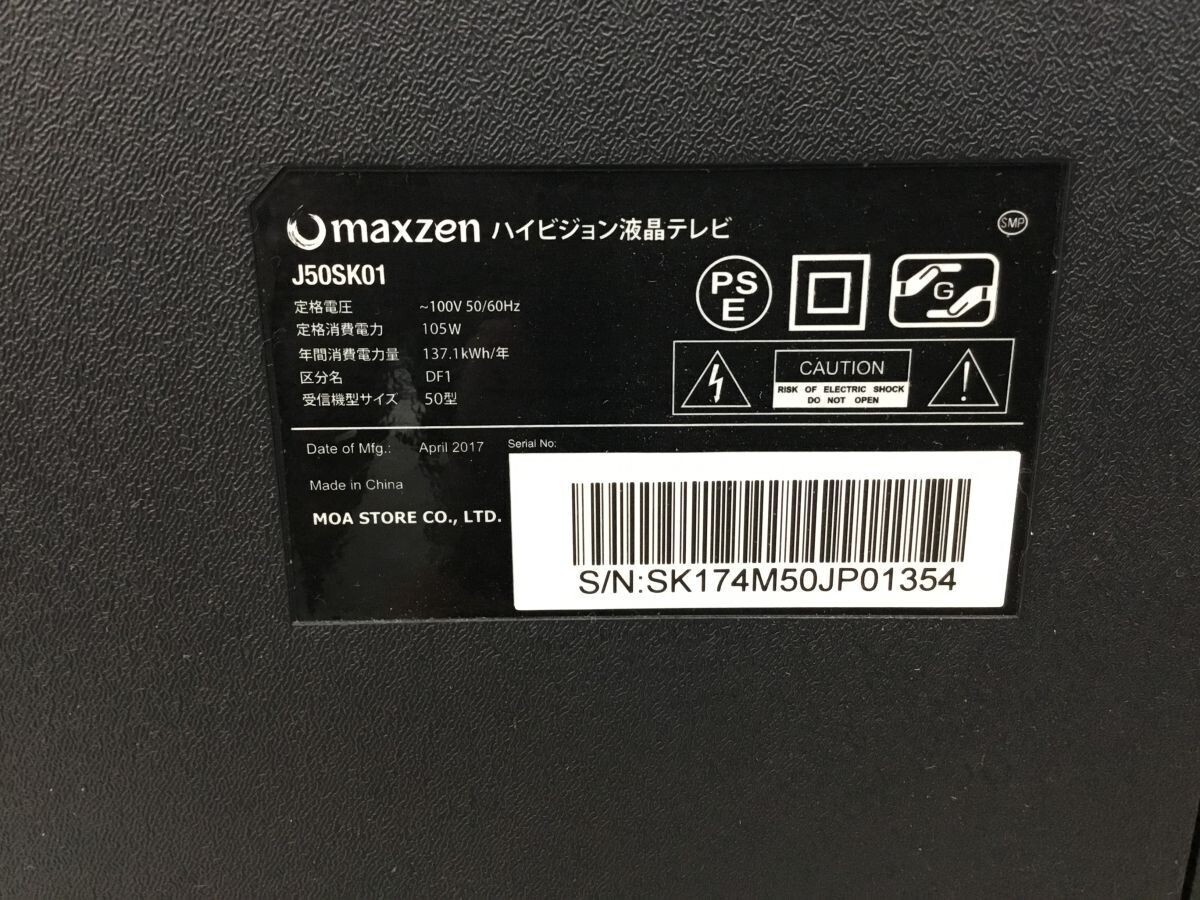 maxzen ハイビジョン液晶テレビ
SMP
J50SK01
PS
E
G
定格電圧 ~100V 50/60Hz
定格消費電力 105W
年間消費電力量 137.1kWh/年
区分名 DF1
受信機型サイズ 50型
CAUTION
RISK OF ELECTRIC SHOCK
DO NOT OPEN
Date of Mfg.: April 2017
Serial No:
Made in China
MOA STORE CO., LTD.
S/N:SK174M50JP01354